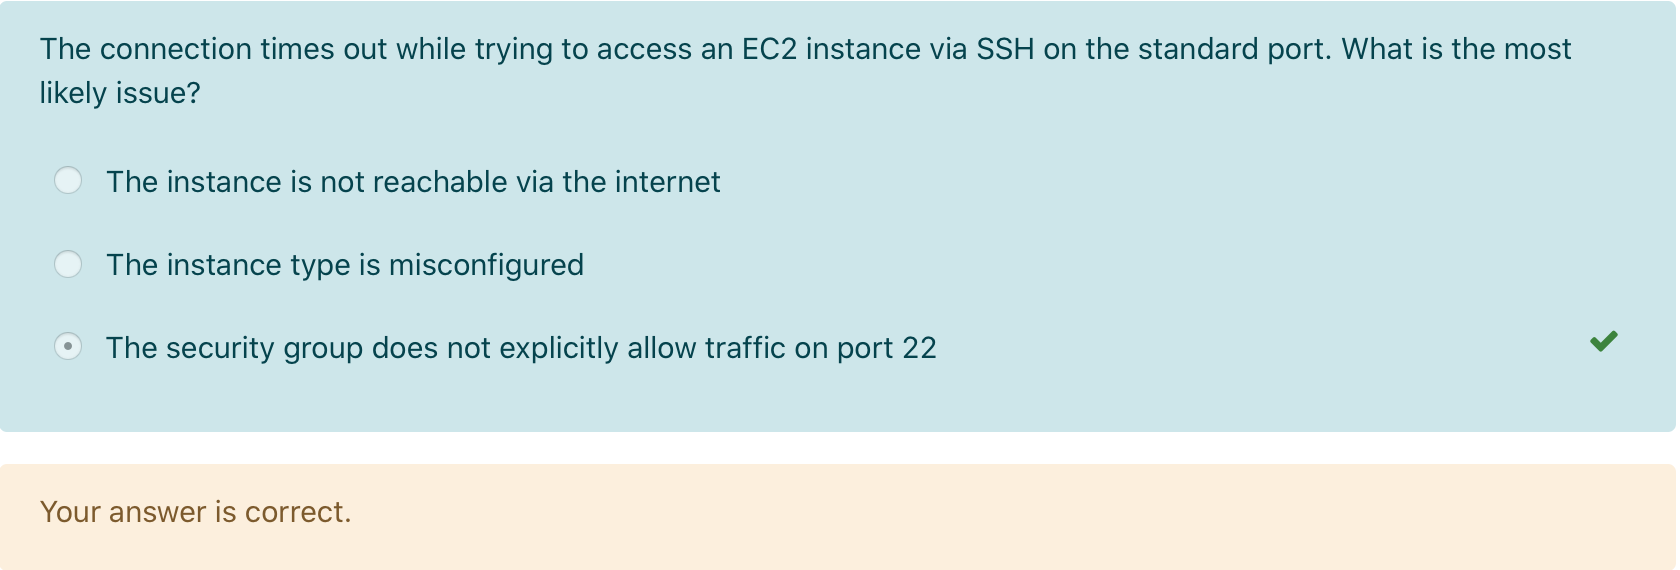 The connection times out while trying to access an EC2 instance via SSH on the standard port. What is the most
likely issue?
The instance is not reachable via the internet
The instance type is misconfigured
The security group does not explicitly allow traffic on port 22
Your answer is correct.